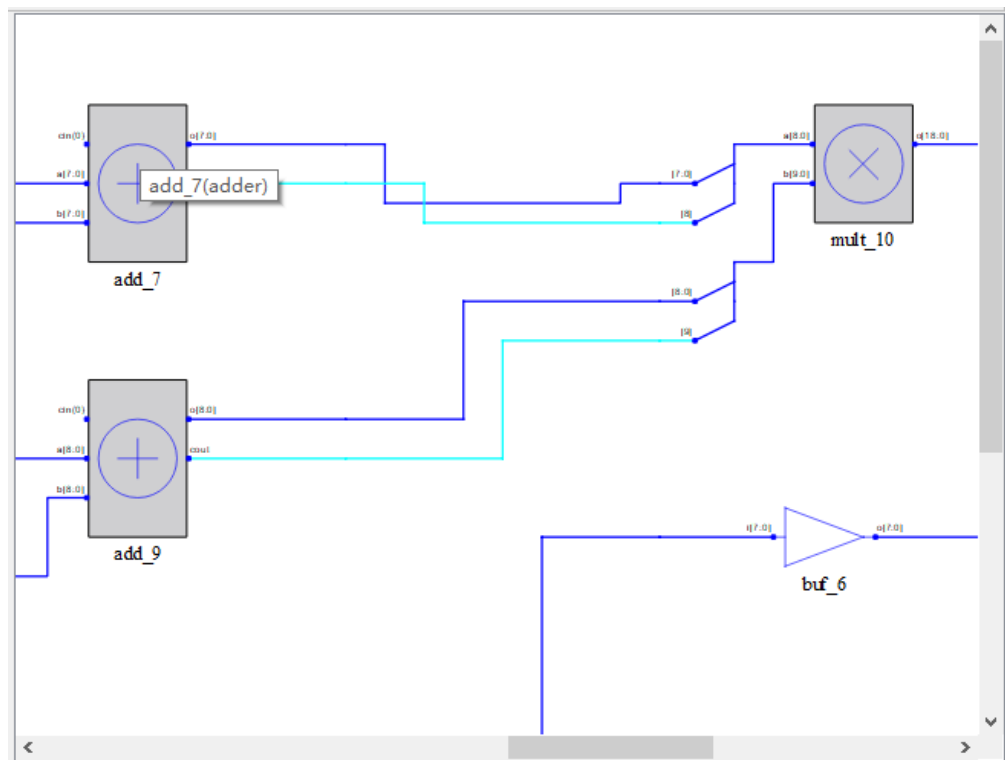 cin(0)
o[7:0]
a[7:0]
b[7:0]
add_7(adder)
add_7
[7:0]
[8]
a[8:0]
b[9:0]
o[18:0]
mult_10
[8:0]
[9]
cin(0)
o[8:0]
a[8:0]
cout
b[8:0]
add_9
i[7:0]
o[7:0]
buf_6